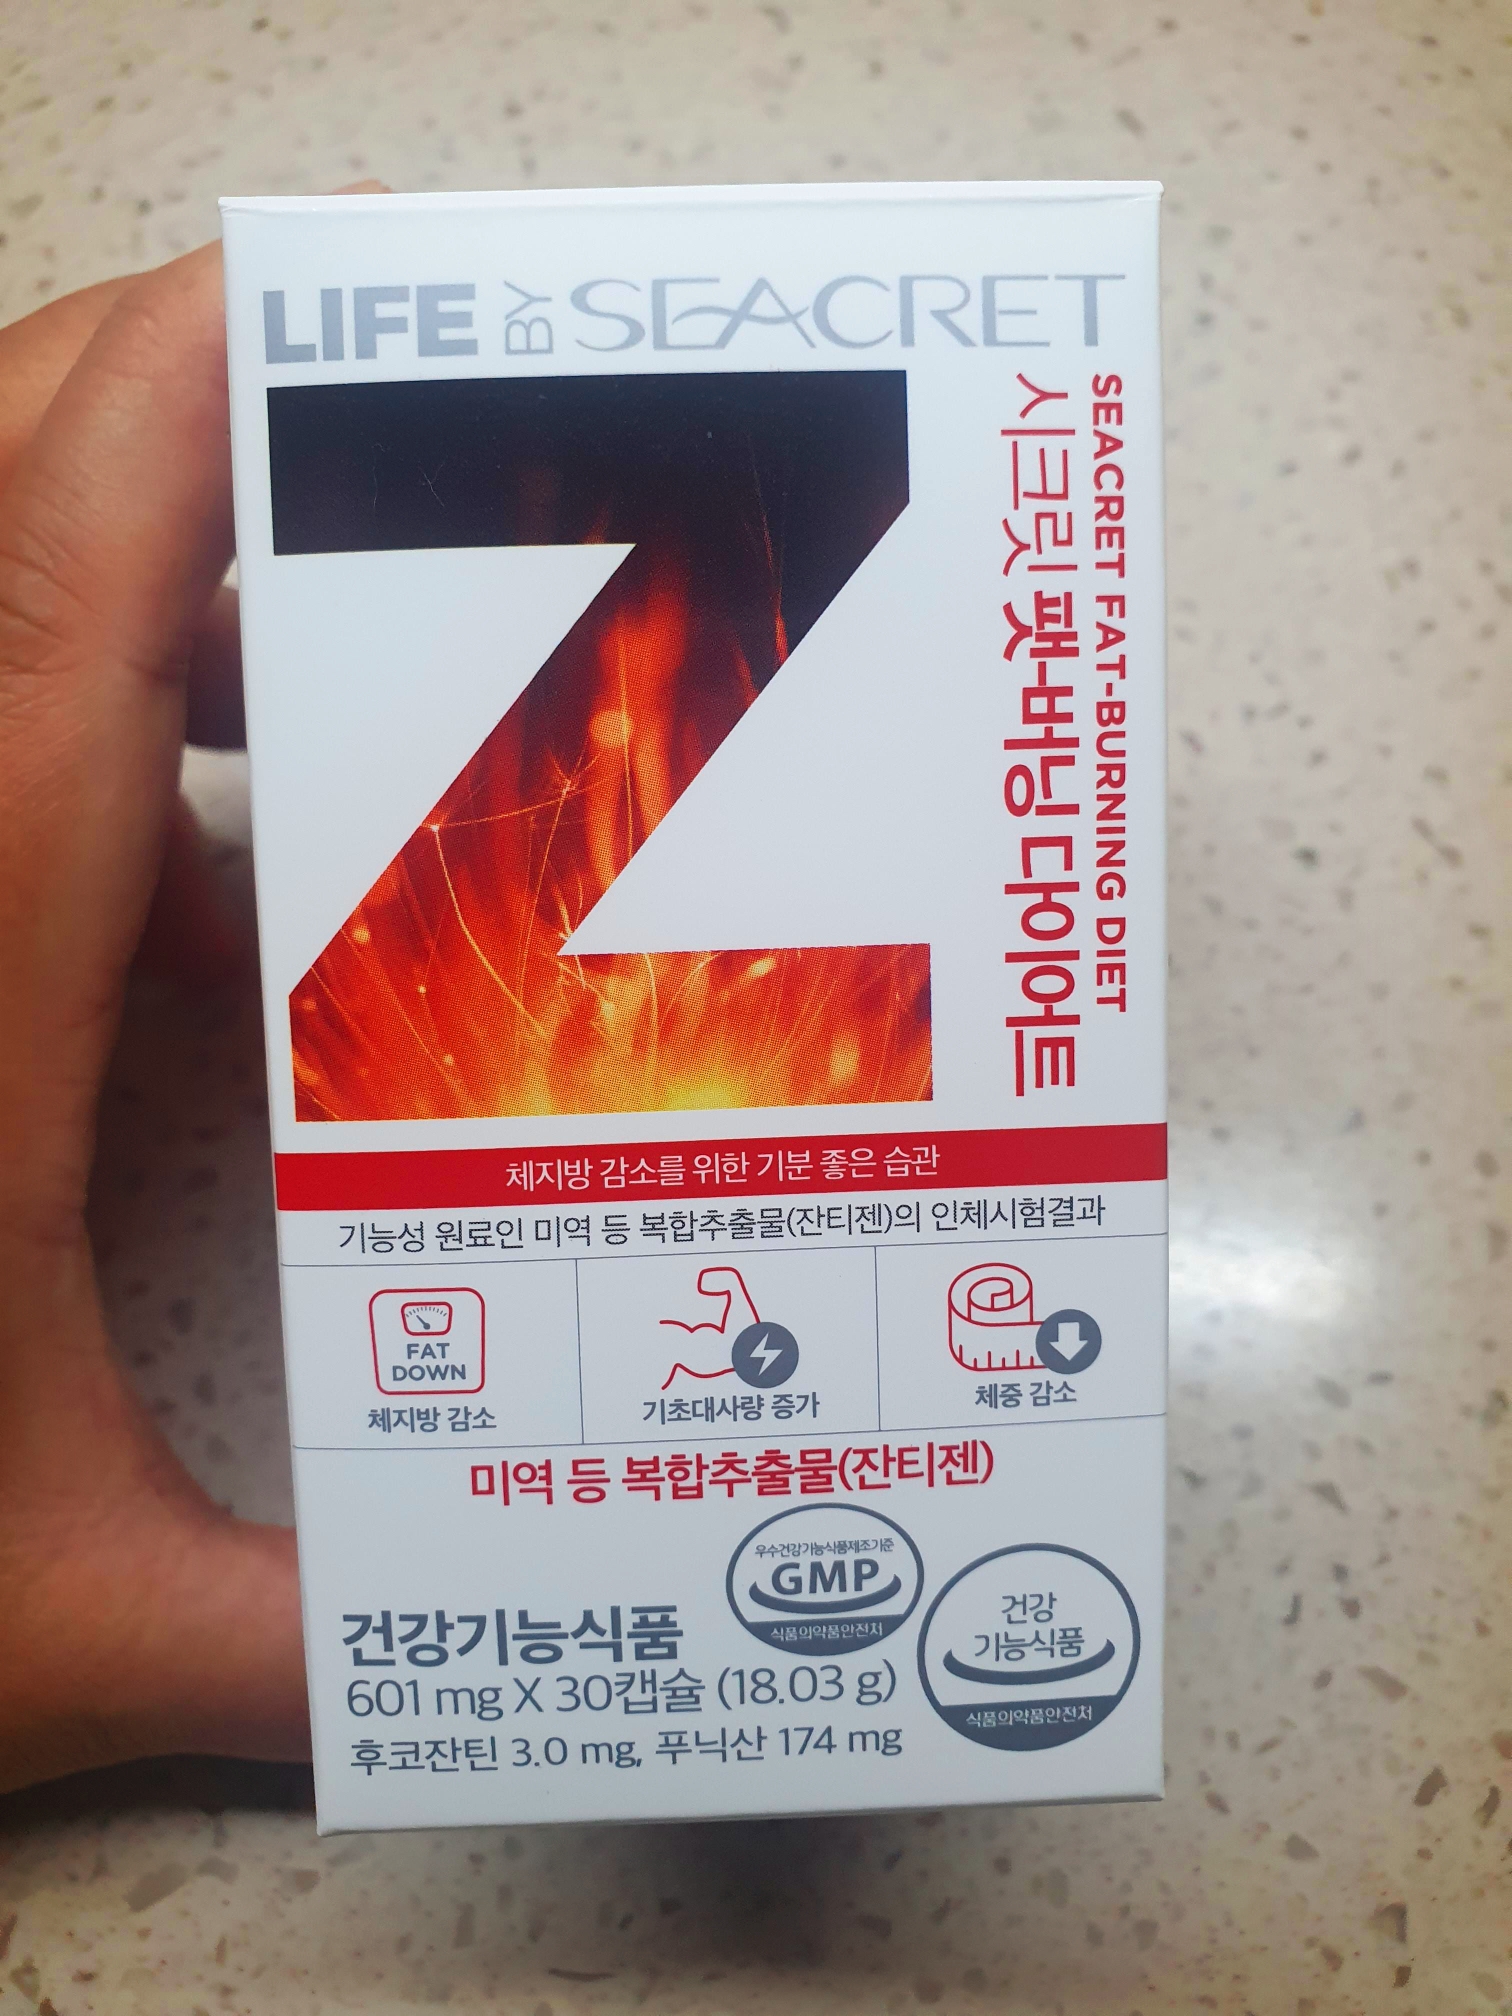 LIFE BY SEACRET
Z
SEACRET FAT-BURNING DIET
시크릿 팻버닝 다이어트
체지방 감소를 위한 기분 좋은 습관
기능성 원료인 미역 등 복합추출물(잔티젠)의 인체시험결과
FAT
DOWN
체지방 감소
기초대사량 증가
체중 감소
미역 등 복합추출물(잔티젠)
우수건강기능식품제조기준
GMP
식품의약품안전처
건강
기능식품
식품의약품안전처
건강기능식품
601 mg X 30캡슐 (18.03 g)
후코잔틴 3.0 mg, 푸닉산 174 mg